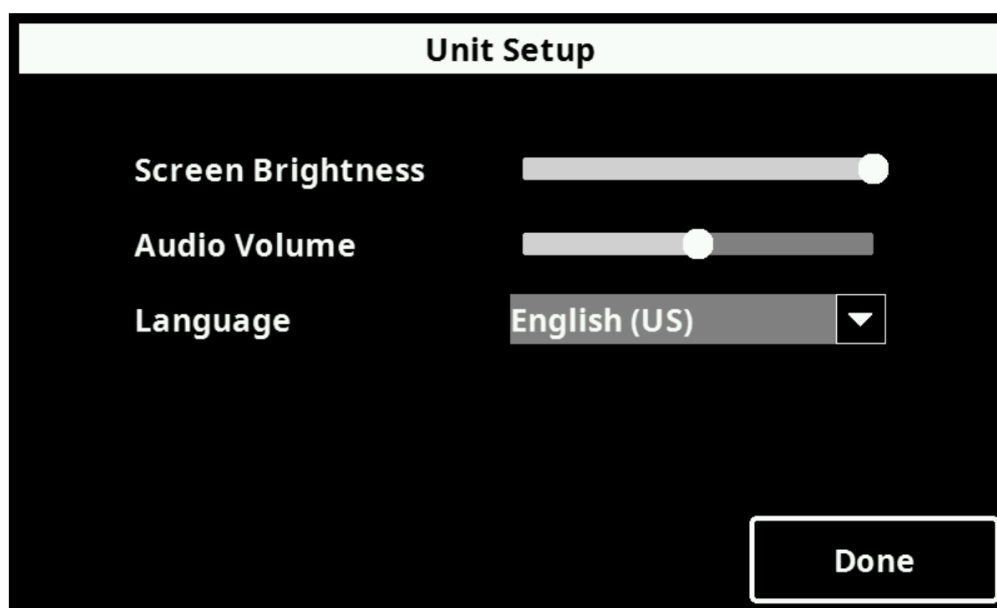 Unit Setup
Screen Brightness
Audio Volume
Language English (US)
Done